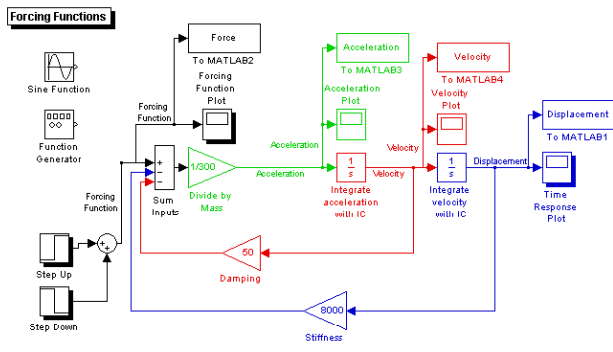 Forcing Functions
Sine Function
Function
Generator
Force
To MATLAB2
Forcing
Function
Plot
Forcing
Function
Acceleration
To MATLAB3
Acceleration
Plot
Velocity
To MATLAB4
Velocity
Plot
Displacement
To MATLAB1
Time
Response
Plot
Forcing
Function
+
−
−
Sum
Inputs
1/300
Divide by
Mass
Acceleration
Acceleration
1
s
Integrate
acceleration
with IC
Velocity
Velocity
1
s
Integrate
velocity
with IC
Displacement
Step Up
+
+
Step Down
50
Damping
8000
Stiffness